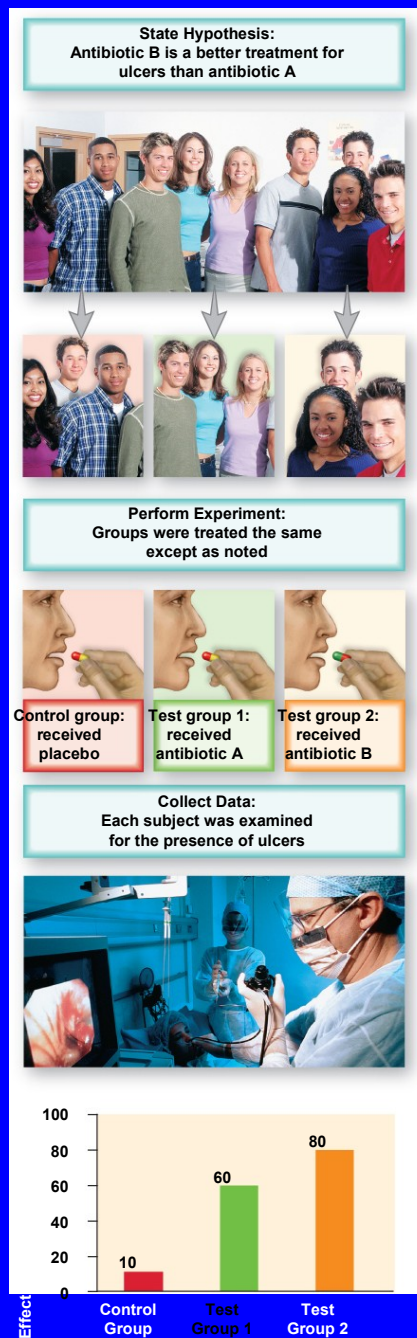 State Hypothesis:
Antibiotic B is a better treatment for
ulcers than antibiotic A
Perform Experiment:
Groups were treated the same
except as noted
Control group:
received
placebo
Test group 1:
received
antibiotic A
Test group 2:
received
antibiotic B
Collect Data:
Each subject was examined
for the presence of ulcers
100
80
60
40
20
0
10
60
80
Effect
Control
Group
Test
Group 1
Test
Group 2